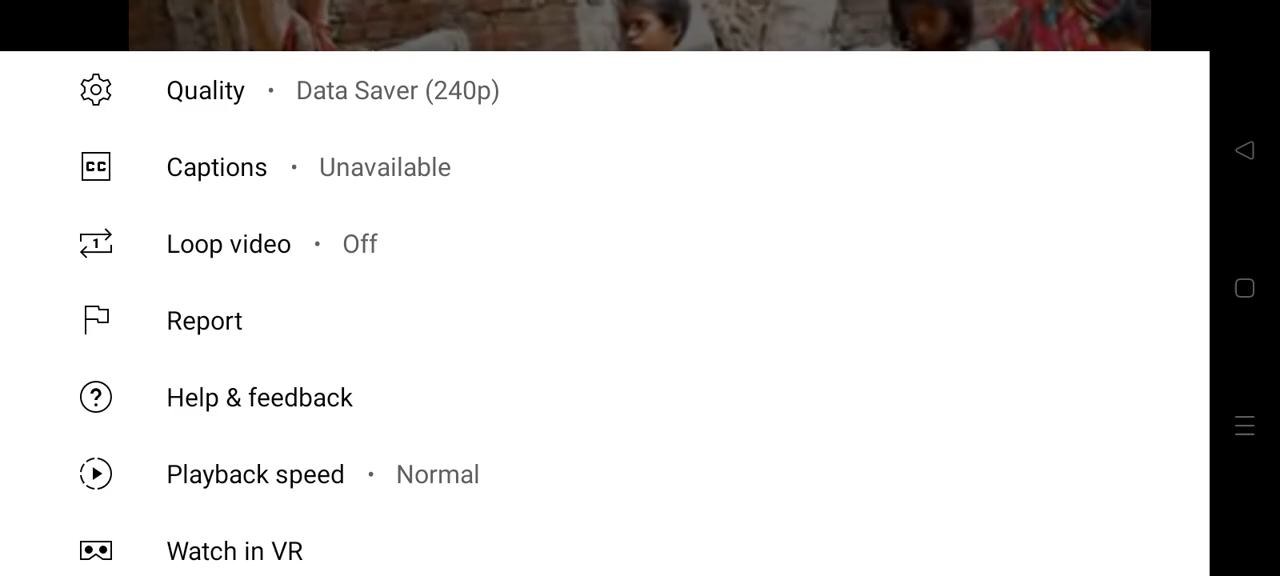 Quality • Data Saver (240p)
Captions • Unavailable
Loop video • Off
Report
Help & feedback
Playback speed • Normal
Watch in VR